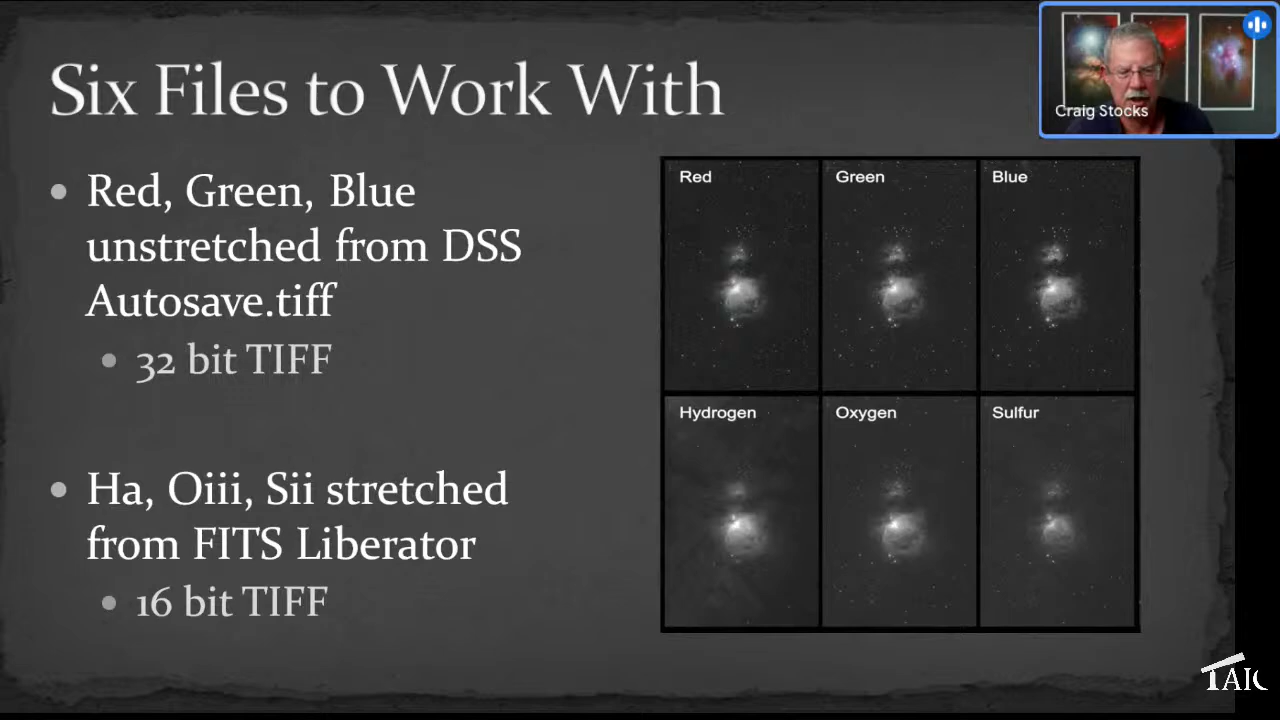 Six Files to Work With
Craig Stocks
• Red, Green, Blue
unstretched from DSS
Autosave.tiff
• 32 bit TIFF
• Ha, Oiii, Sii stretched
from FITS Liberator
• 16 bit TIFF
Red
Green
Blue
Hydrogen
Oxygen
Sulfur
TAIC